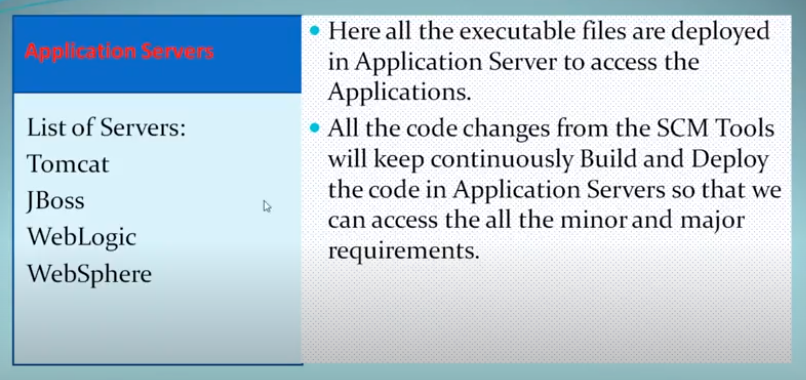 Application Servers
List of Servers:
Tomcat
JBoss
WebLogic
WebSphere
• Here all the executable files are deployed
in Application Server to access the
Applications.
• All the code changes from the SCM Tools
will keep continuously Build and Deploy
the code in Application Servers so that we
can access the all the minor and major
requirements.